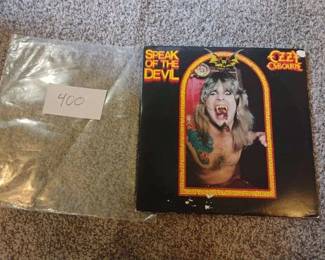 400
SPEAK
OF THE
DEVIL
OZZY
OSBOURNE